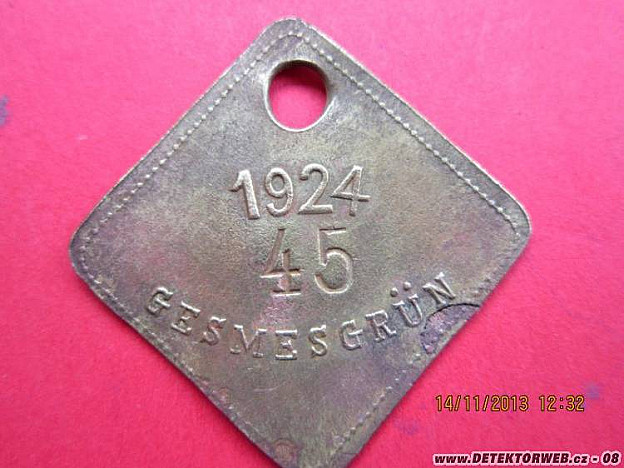 1924
45
GESMESGRÜN
14/11/2013 12:32
www.DETEKTORWEB.cz - 08